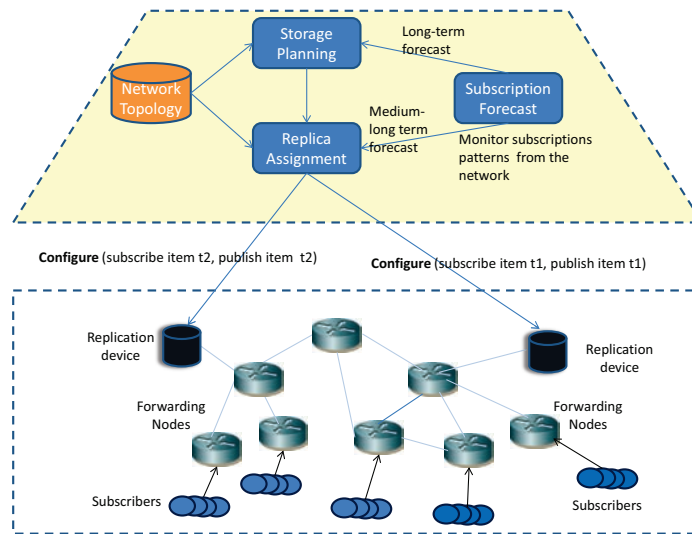 Storage
Planning
Long-term
forecast
Network
Topology
Subscription
Forecast
Medium-
long term
forecast
Replica
Assignment
Monitor subscriptions
patterns from the
network
Configure (subscribe item t2, publish item t2)
Configure (subscribe item t1, publish item t1)
Replication
device
Replication
device
Forwarding
Nodes
Forwarding
Nodes
Subscribers
Subscribers